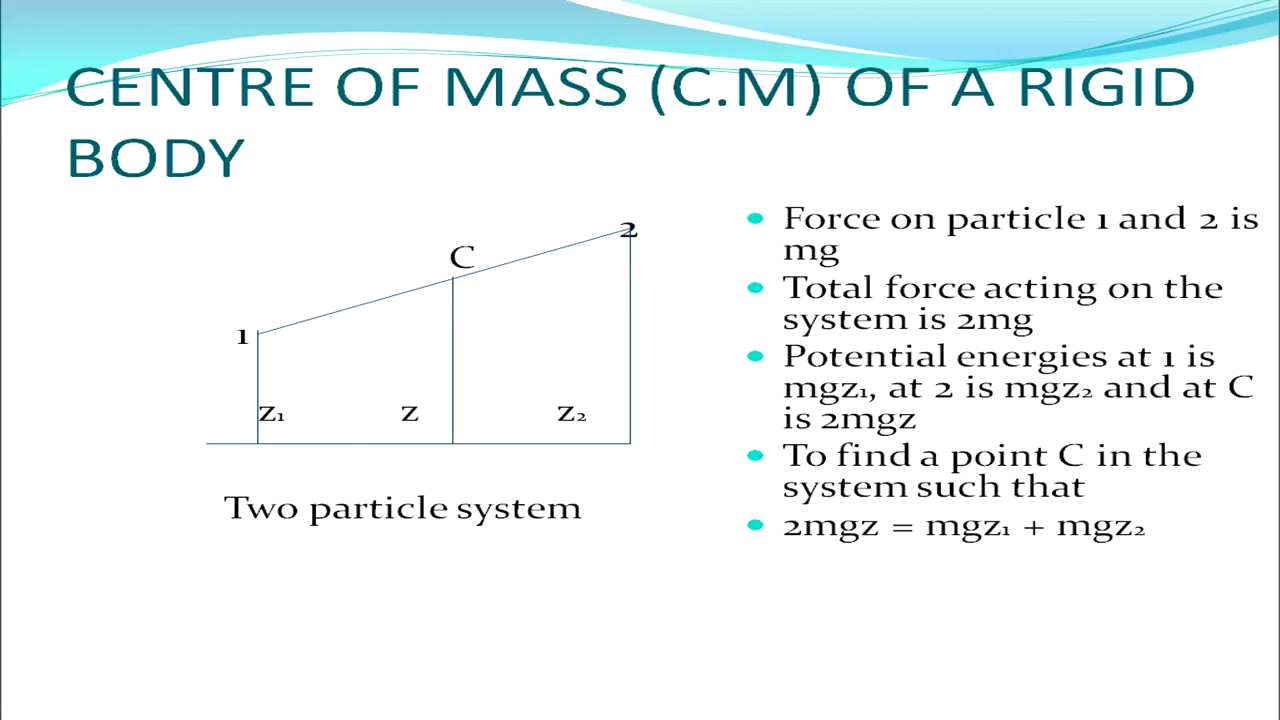 CENTRE OF MASS (C.M) OF A RIGID
BODY
2
C
1
z₁
z
z₂
Two particle system
Force on particle 1 and 2 is
mg
Total force acting on the
system is 2mg
Potential energies at 1 is
mgz₁, at 2 is mgz₂ and at C
is 2mgz
To find a point C in the
system such that
2mgz = mgz₁ + mgz₂